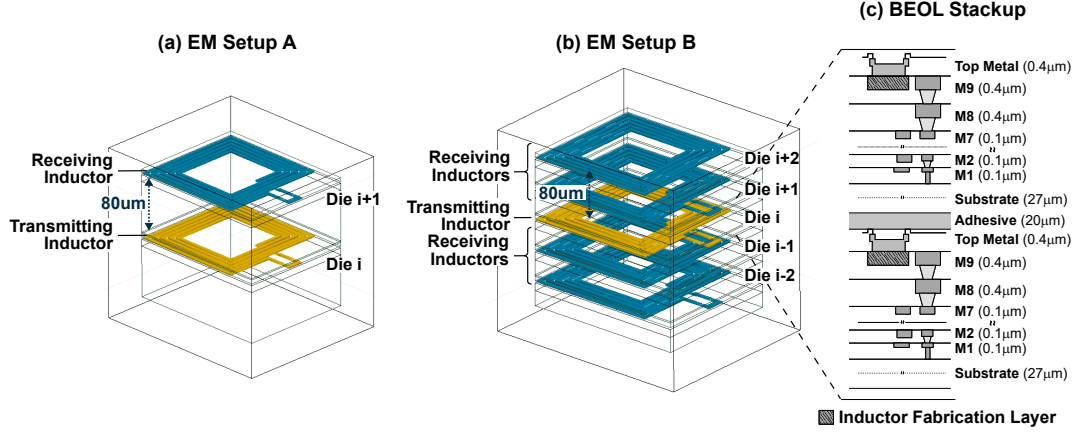 (a) EM Setup A
Receiving
Inductor
80um
Transmitting
Inductor
Die i+1
Die i
(b) EM Setup B
Receiving
Inductors
80um
Transmitting
Inductor
Receiving
Inductors
Die i+2
Die i+1
Die i
Die i-1
Die i-2
(c) BEOL Stackup
Top Metal (0.4μm)
M9 (0.4μm)
M8 (0.4μm)
M7 (0.1μm)
M2 (0.1μm)
M1 (0.1μm)
Substrate (27μm)
Adhesive (20μm)
Top Metal (0.4μm)
M9 (0.4μm)
M8 (0.4μm)
M7 (0.1μm)
M2 (0.1μm)
M1 (0.1μm)
Substrate (27μm)
Inductor Fabrication Layer